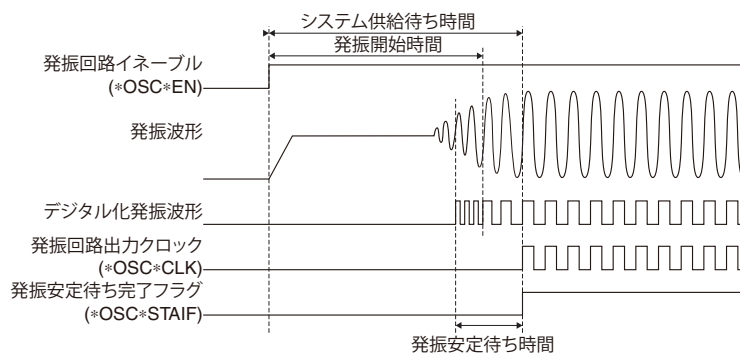 システム供給待ち時間
発振開始時間
発振回路イネーブル
(*OSC*EN)
発振波形
デジタル化発振波形
発振回路出力クロック
(*OSC*CLK)
発振安定待ち完了フラグ
(*OSC*STAIF)
発振安定待ち時間